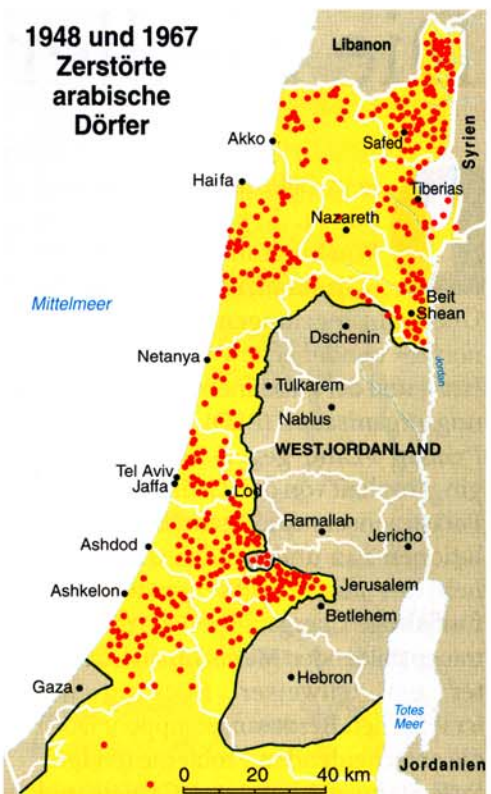 1948 und 1967
Zerstörte
arabische
Dörfer
Libanon
Syrien
Akko
Safed
Haifa
Tiberias
Nazareth
Mittelmeer
Beit
Shean
Dschenin
Netanya
Jordan
Tulkarem
Nablus
WESTJORDANLAND
Tel Aviv
Jaffa
Lod
Ramallah
Jericho
Ashdod
Jerusalem
Ashkelon
Betlehem
Hebron
Gaza
Totes
Meer
Jordanien
0 20 40 km